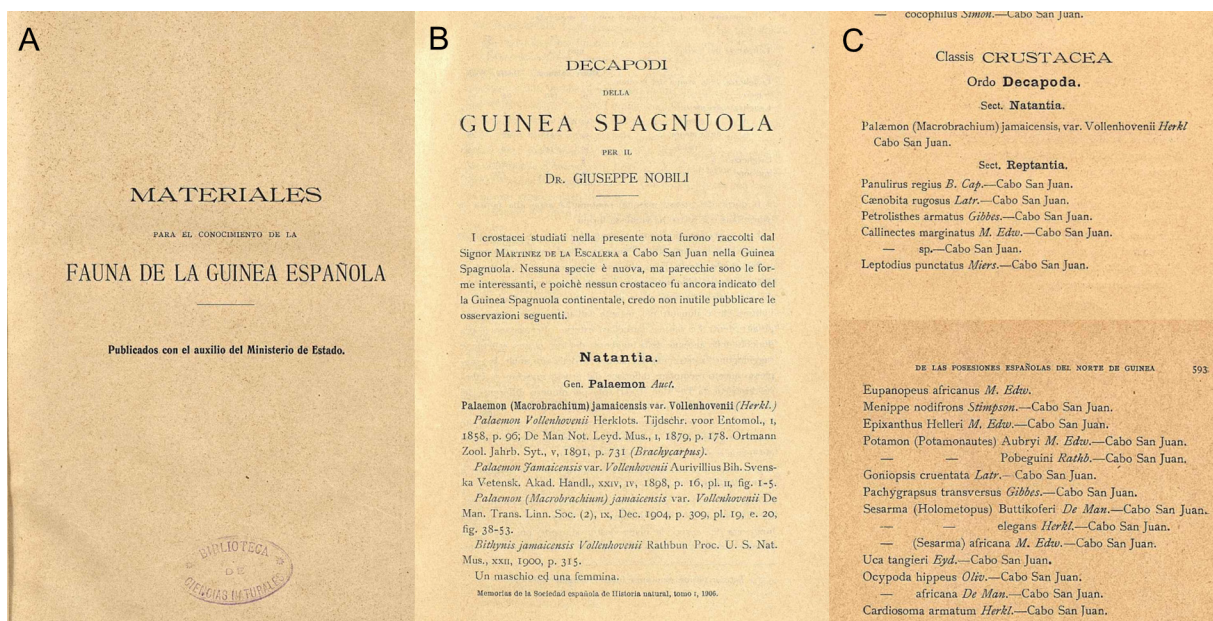 A
MATERIALES
PARA EL CONOCIMIENTO DE LA
FAUNA DE LA GUINEA ESPAÑOLA
Publicados con el auxilio del Ministerio de Estado.
BIBLIOTECA
DE
CIENCIAS NATURALES
B
DECAPODI
DELLA
GUINEA SPAGNUOLA
PER IL
DR. GIUSEPPE NOBILI
I crostacei studiati nella presente nota furono raccolti dal
Signor MARTINEZ DE LA ESCALERA a Cabo San Juan nella Guinea
Spagnuola. Nessuna specie è nuova, ma parecchie sono le for-
me interessanti, e poichè nessun crostaceo fu ancora indicato del
la Guinea Spagnuola continentale, credo non inutile pubblicare le
osservazioni seguenti.
Natantia.
Gen. Palaemon Auct.
Palaemon (Macrobrachium) jamaicensis var. Vollenhovenii (Herkl.)
Palaemon Vollenhovenii Herklots. Tijdschr. voor Entomol., I,
1858, p. 96; De Man Not. Leyd. Mus., I, 1879, p. 178. Ortmann
Zool. Jahrb. Syt., V, 1891, p. 731 (Brachycarpus).
Palaemon Jamaicensis var. Vollenhovenii Aurivillius Bih. Svens-
ka Vetensk. Akad. Handl., XXIV, IV, 1898, p. 16, pl. II, fig. 1-5.
Palaemon (Macrobrachium) jamaicensis var. Vollenhovenii De
Man. Trans. Linn. Soc. (2), IX, Dec. 1904, p. 309, pl. 19, e. 20,
fig. 38-53.
Bithynis jamaicensis Vollenhovenii Rathbun Proc. U. S. Nat.
Mus., XXII, 1900, p. 315.
Un maschio ed una femmina.
Memorias de la Sociedad española de Historia natural, tomo I, 1906.
C
— cocophilus Simon.—Cabo San Juan.
Classis CRUSTACEA
Ordo Decapoda.
Sect. Natantia.
Palæmon (Macrobrachium) jamaicensis, var. Vollenhovenii Herkl
Cabo San Juan.
Sect. Reptantia.
Panulirus regius B. Cap.—Cabo San Juan.
Cænobita rugosus Latr.—Cabo San Juan.
Petrolisthes armatus Gibbes.—Cabo San Juan.
Callinectes marginatus M. Edw.—Cabo San Juan.
— sp.—Cabo San Juan.
Leptodius punctatus Miers.—Cabo San Juan.
DE LAS POSESIONES ESPAÑOLAS DEL NORTE DE GUINEA 593
Eupanopeus africanus M. Edw.
Menippe nodifrons Stimpson.—Cabo San Juan.
Epixanthus Helleri M. Edw.—Cabo San Juan.
Potamon (Potamonautes) Aubryi M. Edw.—Cabo San Juan.
— — Pobeguini Rathb.—Cabo San Juan.
Goniopsis cruentata Latr.—Cabo San Juan.
Pachýgrapsus transversus Gibbes.—Cabo San Juan.
Sesarma (Holometopus) Buttikoferi De Man.—Cabo San Juan.
— — elegans Herkl.—Cabo San Juan.
— (Sesarma) africana M. Edw.—Cabo San Juan.
Uca tangieri Eyd.—Cabo San Juan.
Ocypoda hippeus Oliv.—Cabo San Juan.
— africana De Man.—Cabo San Juan.
Cardiosoma armatum Herkl.—Cabo San Juan.